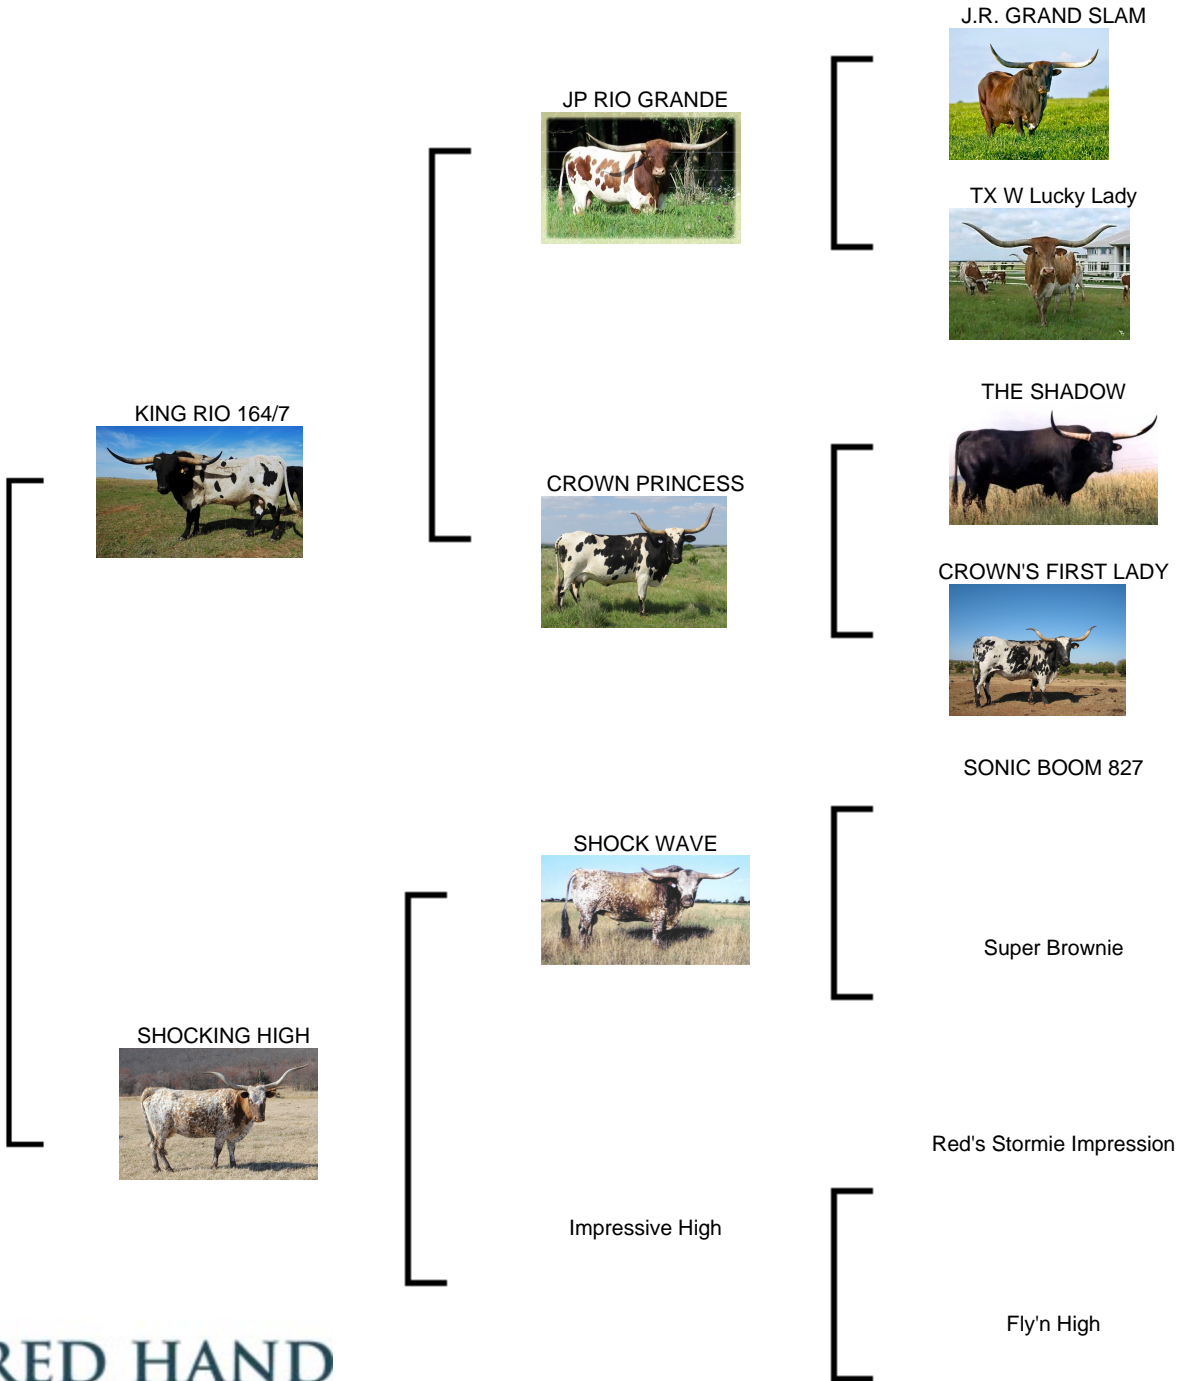 J.R. GRAND SLAM
JP RIO GRANDE
TX W Lucky Lady
THE SHADOW
KING RIO 164/7
CROWN PRINCESS
CROWN'S FIRST LADY
SONIC BOOM 827
SHOCK WAVE
Super Brownie
SHOCKING HIGH
Red's Stormie Impression
Impressive High
Fly'n High
RED HAND